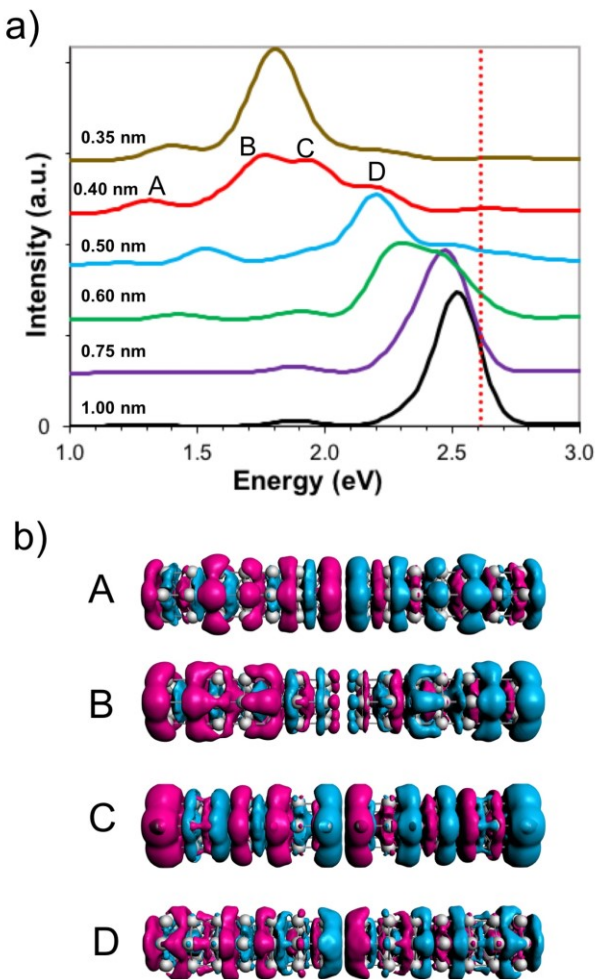 a)
0.35 nm
B
C
0.40 nm
A
D
0.50 nm
0.60 nm
0.75 nm
1.00 nm
Intensity (a.u.)
0
1.0 1.5 2.0 2.5 3.0
Energy (eV)
b)
A
B
C
D